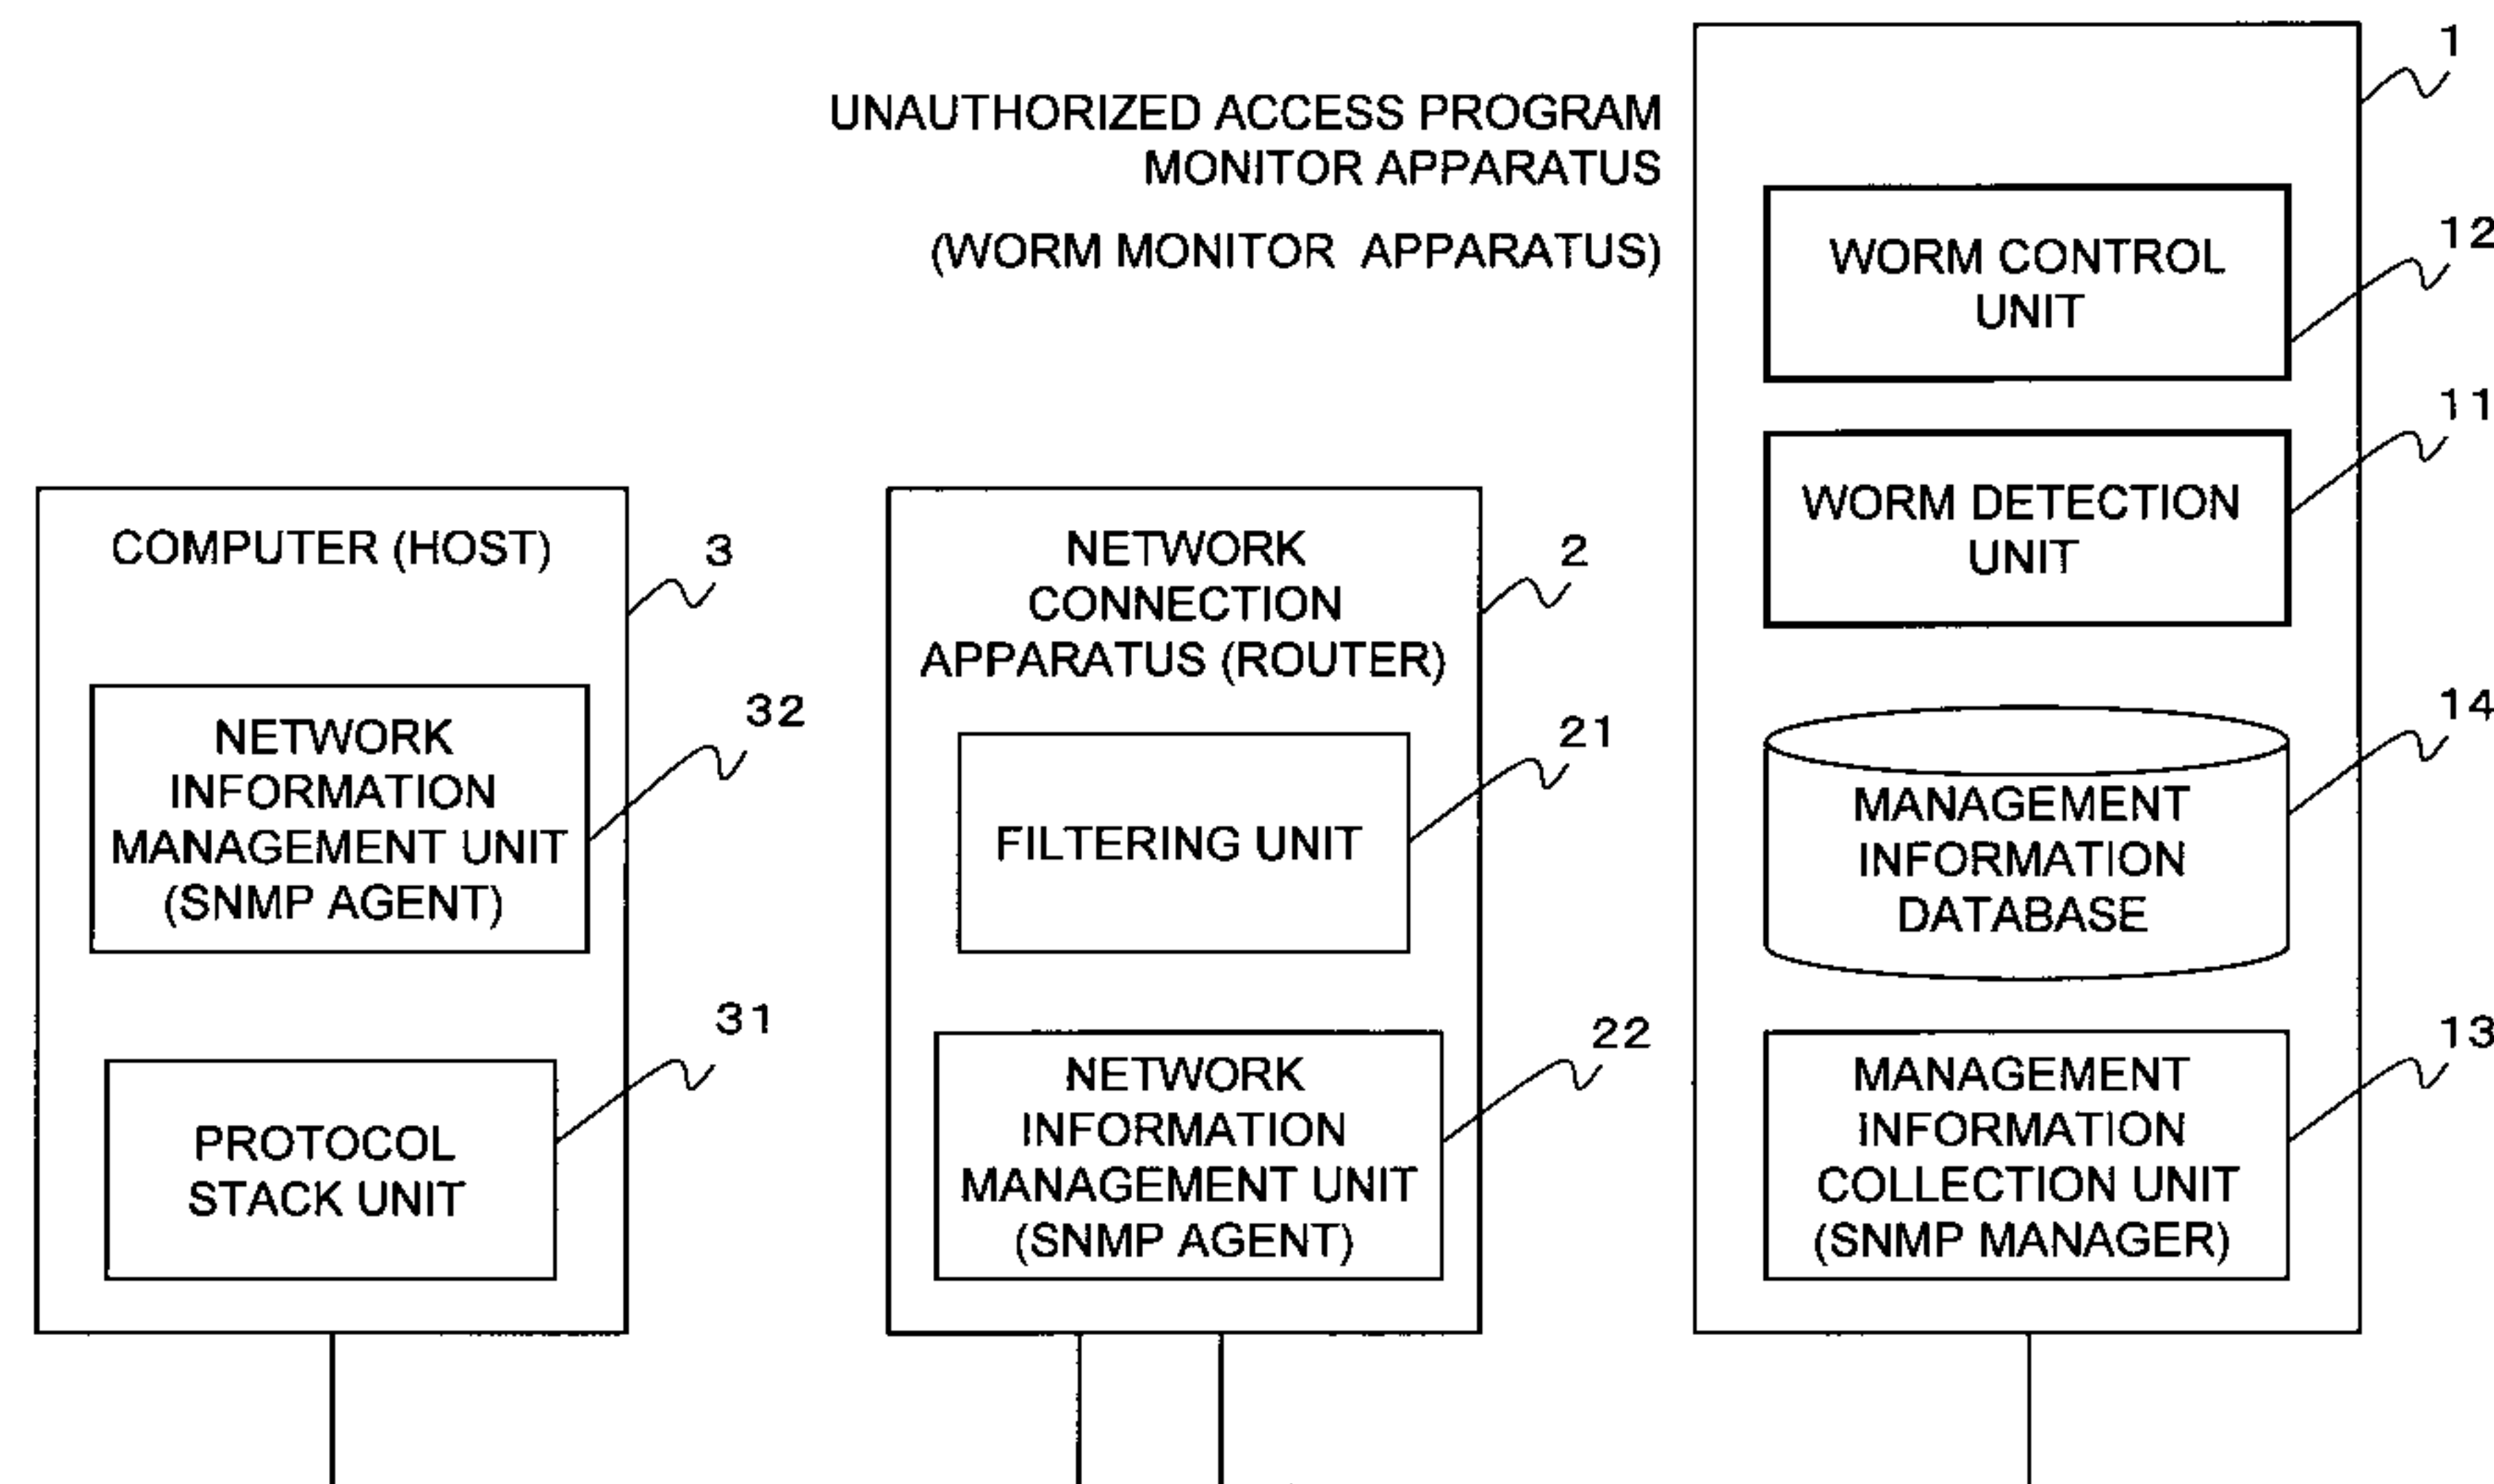 UNAUTHORIZED ACCESS PROGRAM
MONITOR APPARATUS
(WORM MONITOR APPARATUS)
1
WORM CONTROL
UNIT
12
WORM DETECTION
UNIT
11
MANAGEMENT
INFORMATION
DATABASE
14
MANAGEMENT
INFORMATION
COLLECTION UNIT
(SNMP MANAGER)
13
COMPUTER (HOST)
3
NETWORK
INFORMATION
MANAGEMENT UNIT
(SNMP AGENT)
32
PROTOCOL
STACK UNIT
31
NETWORK
CONNECTION
APPARATUS (ROUTER)
2
FILTERING UNIT
21
NETWORK
INFORMATION
MANAGEMENT UNIT
(SNMP AGENT)
22